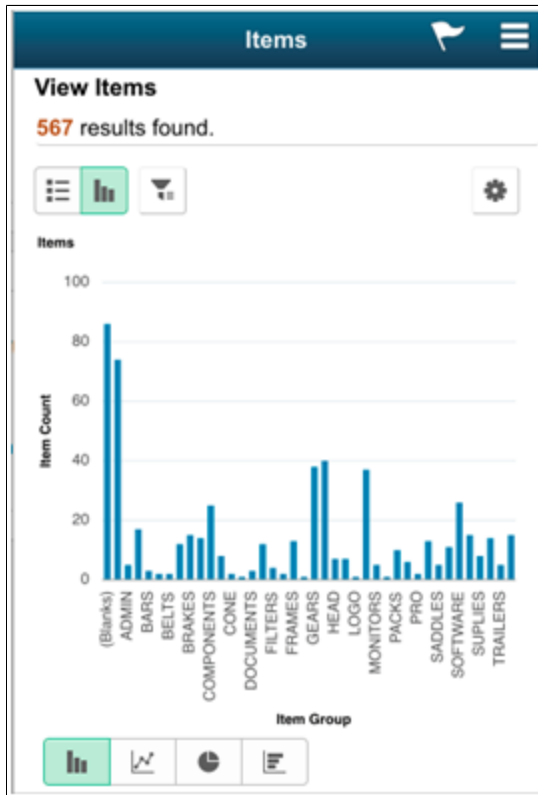 Items
View Items
567 results found.
Items
100
80
60
40
20
0
Item Count
(Blanks)
ADMIN
BARS
BELTS
BRAKES
COMPONENTS
CONE
DOCUMENTS
FILTERS
FRAMES
GEARS
HEAD
LOGO
MONITORS
PACKS
PRO
SADDLES
SOFTWARE
SUPLIES
TRAILERS
Item Group